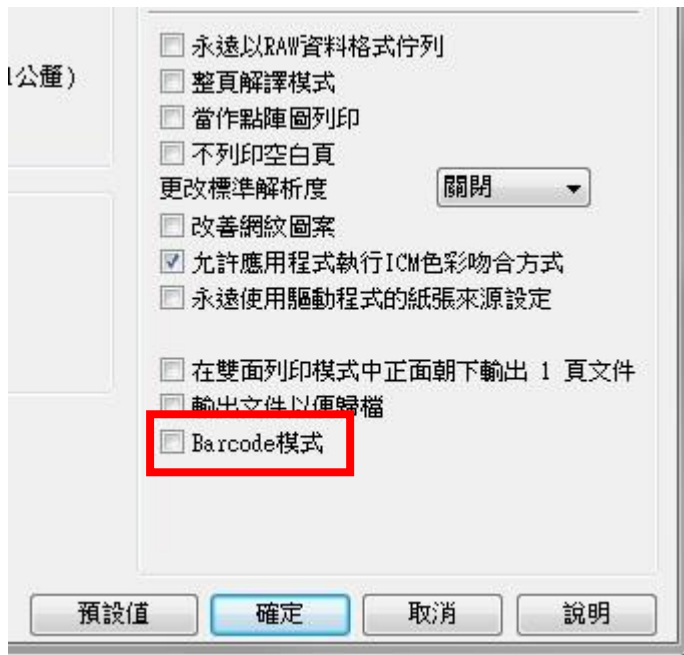 永遠以RAW資料格式佇列
1公釐)
整頁解譯模式
當作點陣圖列印
不列印空白頁
更改標準解析度 關閉
改善網紋圖案
允許應用程式執行ICM色彩吻合方式
永遠使用驅動程式的紙張來源設定
在雙面列印模式中正面朝下輸出 1 頁文件
輸出文件以便歸檔
Barcode模式
預設值 確定 取消 說明